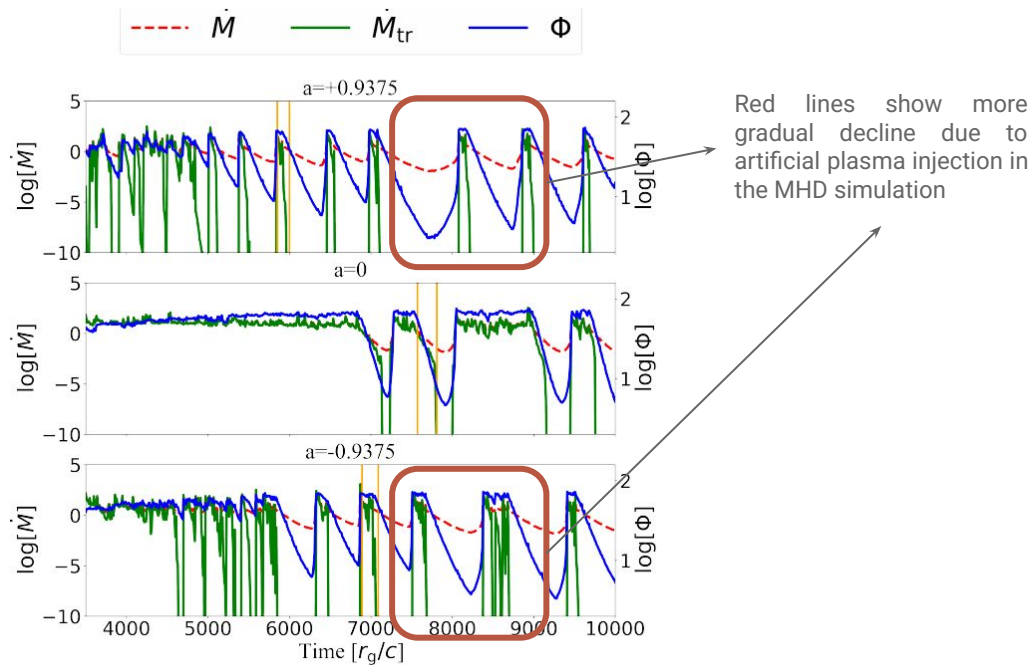 Ṁ Ṁtr Φ
a=+0.9375
5
0
−5
−10
log[Ṁ]
2
1
log[Φ]
Red lines show more
gradual decline due to
artificial plasma injection in
the MHD simulation
a=0
5
0
−5
−10
log[Ṁ]
2
1
log[Φ]
a=-0.9375
5
0
−5
−10
log[Ṁ]
2
1
log[Φ]
4000 5000 6000 7000 8000 9000 10000
Time [rg/c]